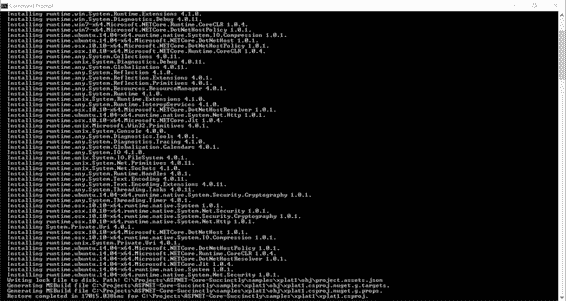 Command Prompt
Installing runtime.win.System.Runtime.Extensions 4.1.0.
Installing runtime.win.System.Diagnostics.Debug 4.0.11.
Installing runtime.win7-x64.Microsoft.NETCore.Runtime.CoreCLR 1.0.4.
Installing runtime.win7-x64.Microsoft.NETCore.DotNetHostPolicy 1.0.1.
Installing runtime.ubuntu.14.04-x64.runtime.native.System.IO.Compression 1.0.1.
Installing runtime.ubuntu.14.04-x64.Microsoft.NETCore.DotNetHost 1.0.1.
Installing runtime.osx.10.10-x64.Microsoft.NETCore.DotNetHostPolicy 1.0.1.
Installing runtime.osx.10.10-x64.Microsoft.NETCore.Runtime.CoreCLR 1.0.4.
Installing runtime.any.System.Collections 4.0.11.
Installing runtime.unix.System.Diagnostics.Debug 4.0.11.
Installing runtime.any.System.Globalization 4.0.11.
Installing runtime.any.System.Reflection 4.1.0.
Installing runtime.any.System.Reflection.Extensions 4.0.1.
Installing runtime.any.System.Reflection.Primitives 4.0.1.
Installing runtime.any.System.Resources.ResourceManager 4.0.1.
Installing runtime.any.System.Runtime 4.1.0.
Installing runtime.unix.System.Runtime.Extensions 4.1.0.
Installing runtime.any.System.Runtime.InteropServices 4.1.0.
Installing runtime.osx.10.10-x64.Microsoft.NETCore.DotNetHostResolver 1.0.1.
Installing runtime.ubuntu.14.04-x64.runtime.native.System.Net.Http 1.0.1.
Installing runtime.osx.10.10-x64.Microsoft.NETCore.Jit 1.0.4.
Installing runtime.unix.Microsoft.Win32.Primitives 4.0.1.
Installing runtime.unix.System.Console 4.0.0.
Installing runtime.any.System.Diagnostics.Tools 4.0.1.
Installing runtime.any.System.Diagnostics.Tracing 4.1.0.
Installing runtime.any.System.Globalization.Calendars 4.0.1.
Installing runtime.any.System.IO 4.1.0.
Installing runtime.unix.System.IO.FileSystem 4.0.1.
Installing runtime.unix.System.Net.Primitives 4.0.11.
Installing runtime.unix.System.Net.Sockets 4.1.0.
Installing runtime.any.System.Runtime.Handles 4.0.1.
Installing runtime.any.System.Text.Encoding 4.0.11.
Installing runtime.any.System.Text.Encoding.Extensions 4.0.11.
Installing runtime.any.System.Threading.Tasks 4.0.11.
Installing runtime.ubuntu.14.04-x64.runtime.native.System.Security.Cryptography 1.0.1.
Installing runtime.any.System.Threading.Timer 4.0.1.
Installing runtime.osx.10.10-x64.runtime.native.System 1.0.1.
Installing runtime.osx.10.10-x64.runtime.native.System.Net.Security 1.0.1.
Installing runtime.osx.10.10-x64.runtime.native.System.Security.Cryptography 1.0.1.
Installing runtime.osx.10.10-x64.runtime.native.System.Net.Http 1.0.1.
Installing System.Private.Uri 4.0.1.
Installing runtime.osx.10.10-x64.Microsoft.NETCore.DotNetHost 1.0.1.
Installing runtime.osx.10.10-x64.runtime.native.System.IO.Compression 1.0.1.
Installing runtime.unix.System.Private.Uri 4.0.1.
Installing runtime.ubuntu.14.04-x64.Microsoft.NETCore.DotNetHostPolicy 1.0.1.
Installing runtime.ubuntu.14.04-x64.Microsoft.NETCore.Runtime.CoreCLR 1.0.4.
Installing runtime.ubuntu.14.04-x64.Microsoft.NETCore.DotNetHostResolver 1.0.1.
Installing runtime.ubuntu.14.04-x64.Microsoft.NETCore.Jit 1.0.4.
Installing runtime.ubuntu.14.04-x64.runtime.native.System 1.0.1.
Installing runtime.ubuntu.14.04-x64.runtime.native.System.Net.Security 1.0.1.
Writing lock file to disk. Path: C:\Projects\ASPNET-Core-Succinctly\samples\xplat1\obj\project.assets.json
Generating MSBuild file C:\Projects\ASPNET-Core-Succinctly\samples\xplat1\obj\xplat1.csproj.nuget.g.targets.
Generating MSBuild file C:\Projects\ASPNET-Core-Succinctly\samples\xplat1\obj\xplat1.csproj.nuget.g.props.
Restore completed in 17015.0386ms for C:\Projects\ASPNET-Core-Succinctly\samples\xplat1\xplat1.csproj.